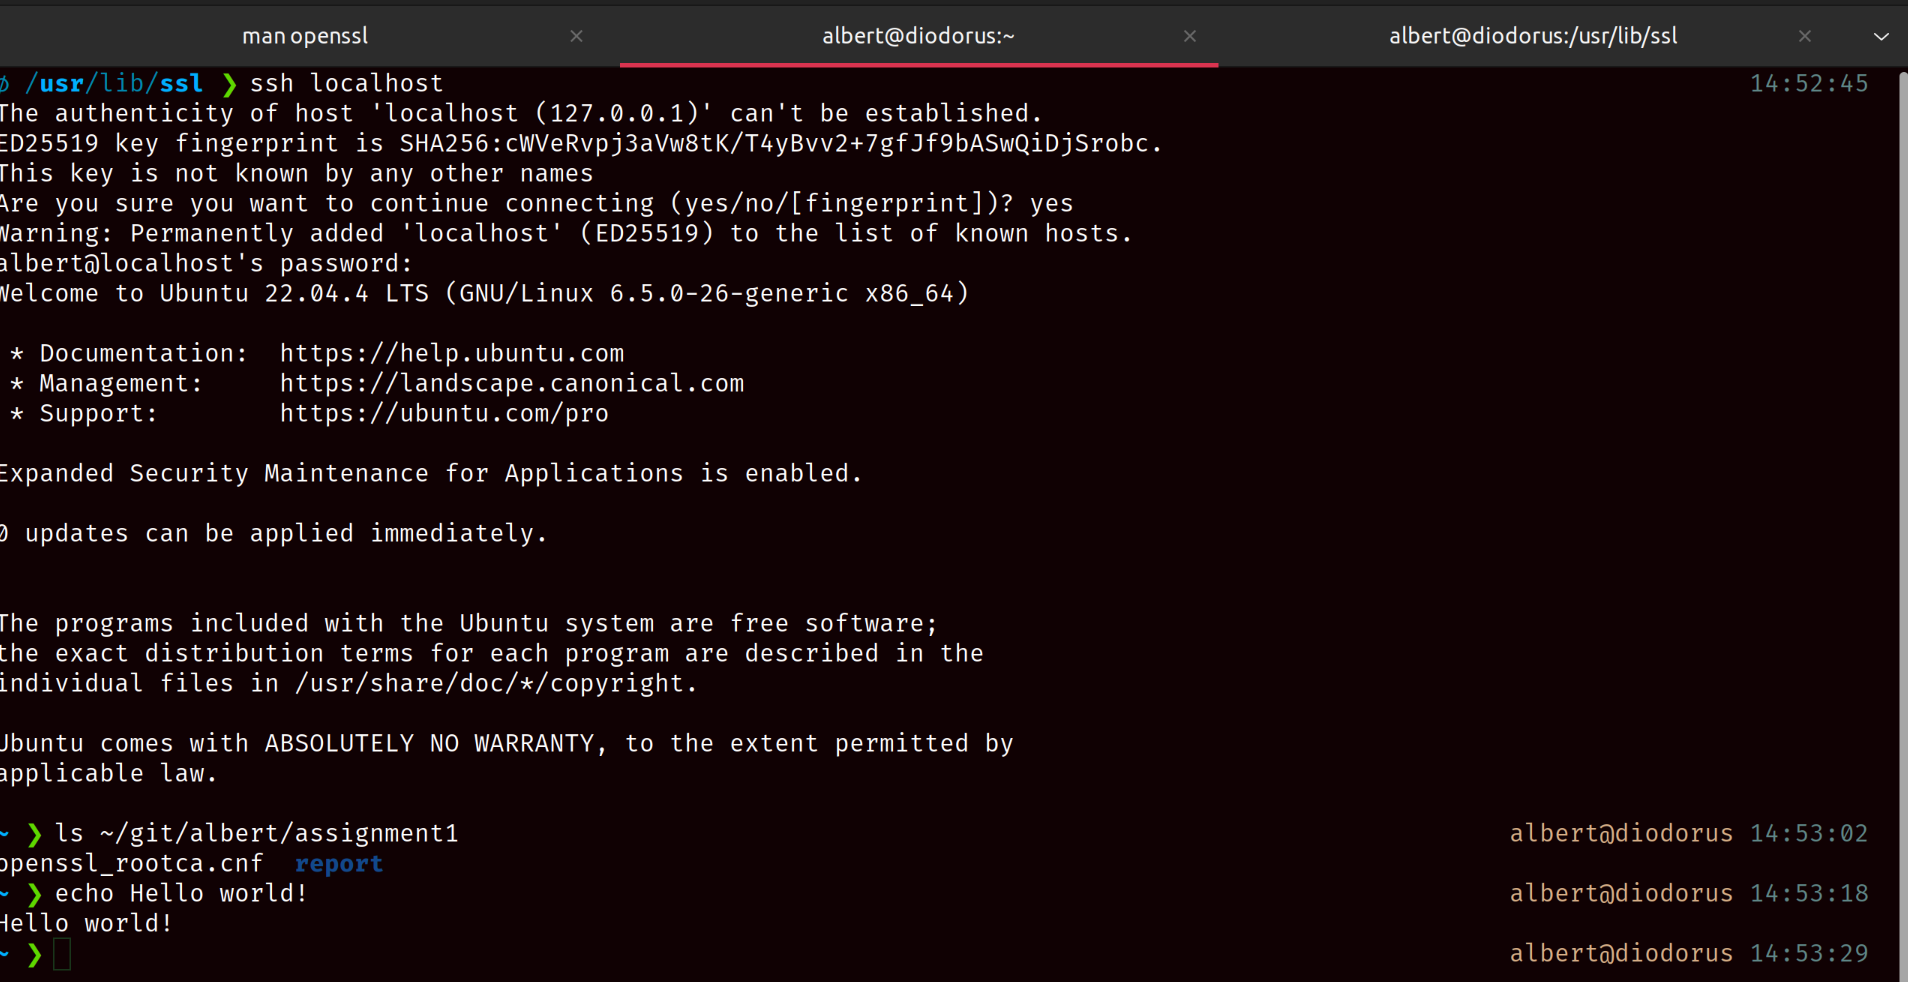 man openssl × albert@diodorus:~ × albert@diodorus:/usr/lib/ssl ×
/usr/lib/ssl ❯ ssh localhost 14:52:45
The authenticity of host 'localhost (127.0.0.1)' can't be established.
ED25519 key fingerprint is SHA256:cWVeRvpj3aVw8tK/T4yBvv2+7gfJf9bASwQiDjSrobc.
This key is not known by any other names
Are you sure you want to continue connecting (yes/no/[fingerprint])? yes
Warning: Permanently added 'localhost' (ED25519) to the list of known hosts.
albert@localhost's password:
Welcome to Ubuntu 22.04.4 LTS (GNU/Linux 6.5.0-26-generic x86_64)
* Documentation:  https://help.ubuntu.com
* Management:     https://landscape.canonical.com
* Support:        https://ubuntu.com/pro
Expanded Security Maintenance for Applications is enabled.
0 updates can be applied immediately.
The programs included with the Ubuntu system are free software;
the exact distribution terms for each program are described in the
individual files in /usr/share/doc/*/copyright.
Ubuntu comes with ABSOLUTELY NO WARRANTY, to the extent permitted by
applicable law.
~ ❯ ls ~/git/albert/assignment1 albert@diodorus 14:53:02
openssl_rootca.cnf  report
~ ❯ echo Hello world! albert@diodorus 14:53:18
Hello world!
~ ❯ albert@diodorus 14:53:29